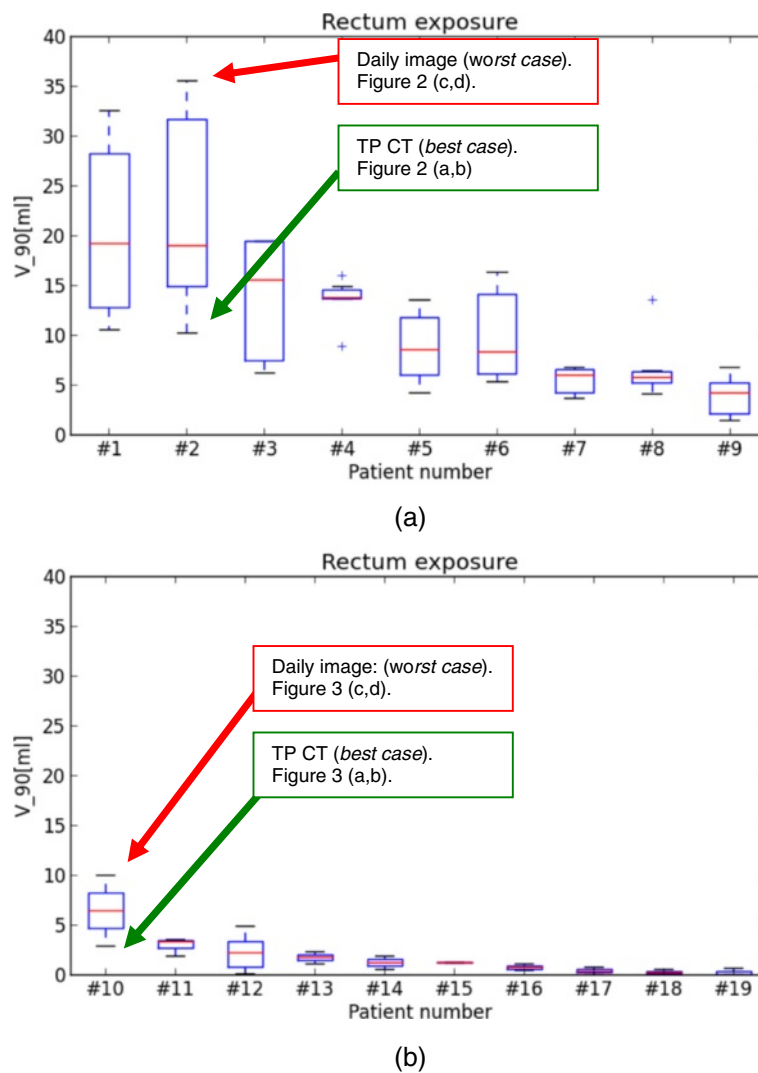 Rectum exposure
40
35
30
25
20
15
10
5
0
V_90[ml]
Daily image (worst case).
Figure 2 (c,d).
TP CT (best case).
Figure 2 (a,b)
#1 #2 #3 #4 #5 #6 #7 #8 #9
Patient number
(a)
Rectum exposure
40
35
30
25
20
15
10
5
0
V_90[ml]
Daily image: (worst case).
Figure 3 (c,d).
TP CT (best case).
Figure 3 (a,b).
#10 #11 #12 #13 #14 #15 #16 #17 #18 #19
Patient number
(b)